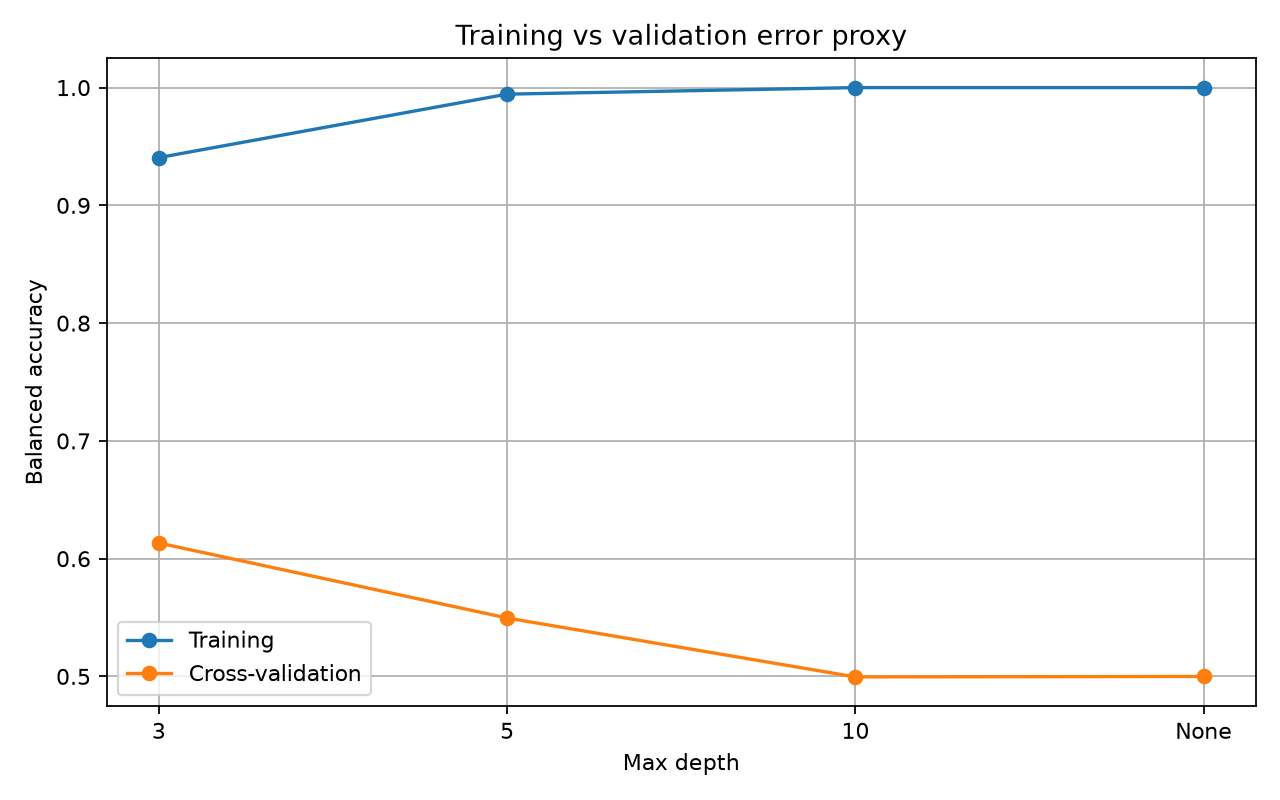 Training vs validation error proxy
Balanced accuracy
1.0
0.9
0.8
0.7
0.6
0.5
Training
Cross-validation
3
5
10
None
Max depth